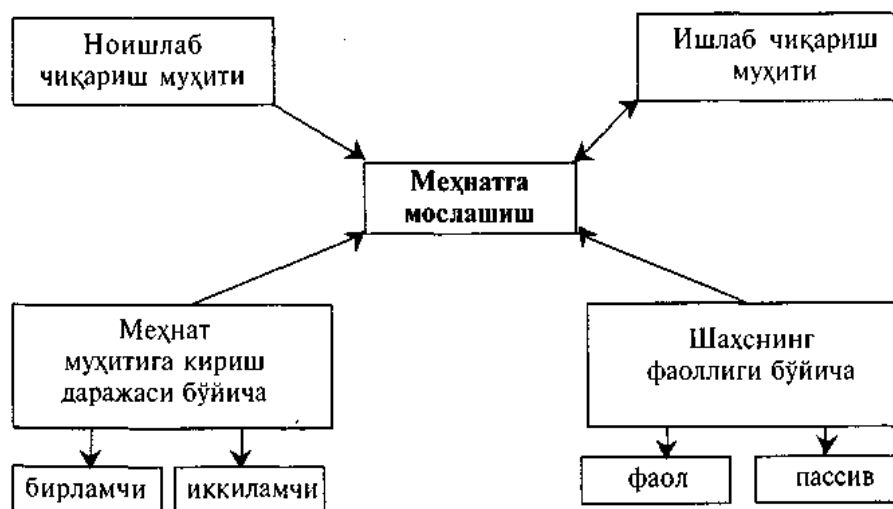 Ноишлаб
чиқариш муҳити
Ишлаб чиқариш
муҳити
Меҳнатга
мослашиш
Меҳнат
муҳитига кириш
даражаси бўйича
Шахснинг
фаоллиги бўйича
бирламчи
иккиламчи
фаол
пассив